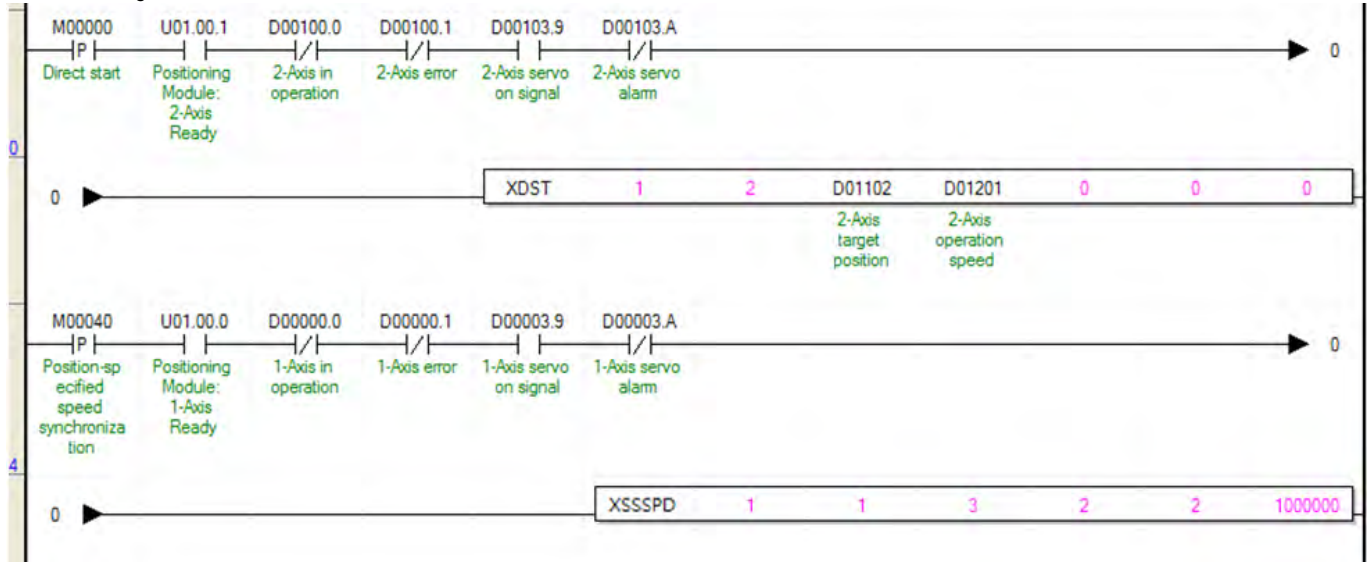 M00000 U01.00.1 D00100.0 D00100.1 D00103.9 D00103.A
P
0
Direct start Positioning 2-Axis in 2-Axis error 2-Axis servo 2-Axis servo
Module: operation on signal alarm
2-Axis
Ready
0
0 XDST 1 2 D01102 D01201 0 0 0
2-Axis 2-Axis
target operation
position speed
M00040 U01.00.0 D00000.0 D00000.1 D00003.9 D00003.A
P
0
Position-sp Positioning 1-Axis in 1-Axis error 1-Axis servo 1-Axis servo
ecified Module: operation on signal alarm
speed 1-Axis
synchroniza Ready
tion
4
0 XSSSPD 1 1 3 2 2 1000000